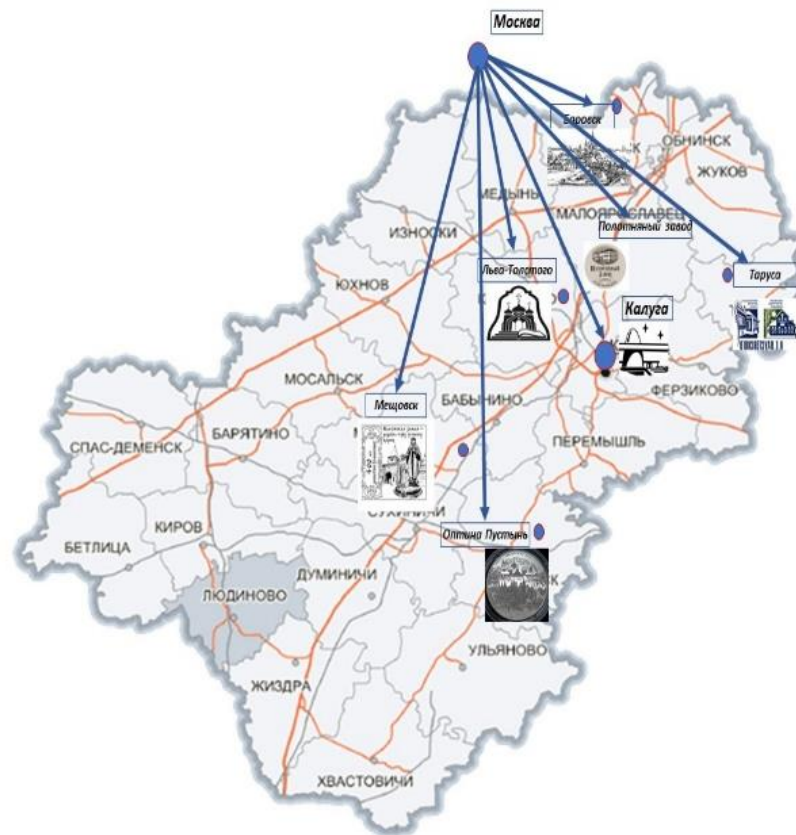 Москва
Боровск
ОБНИНСК
ЖУКОВ
МЕДЫНЬ
МАЛОЯРОСЛАВЕЦ
Полотняный завод
ИЗНОСКИ
Льва-Толстого
Таруса
ЮХНОВ
Калуга
МОСАЛЬСК
ФЕРЗИКОВО
Мещовск
БАБЫНИНО
СПАС-ДЕМЕНСК
БАРЯТИНО
ПЕРЕМЫШЛЬ
СУХИНИЧИ
КИРОВ
Оптина Пустынь
БЕТЛИЦА
ДУМИНИЧИ
СК
ЛЮДИНОВО
УЛЬЯНОВО
ЖИЗДРА
ХВАСТОВИЧИ